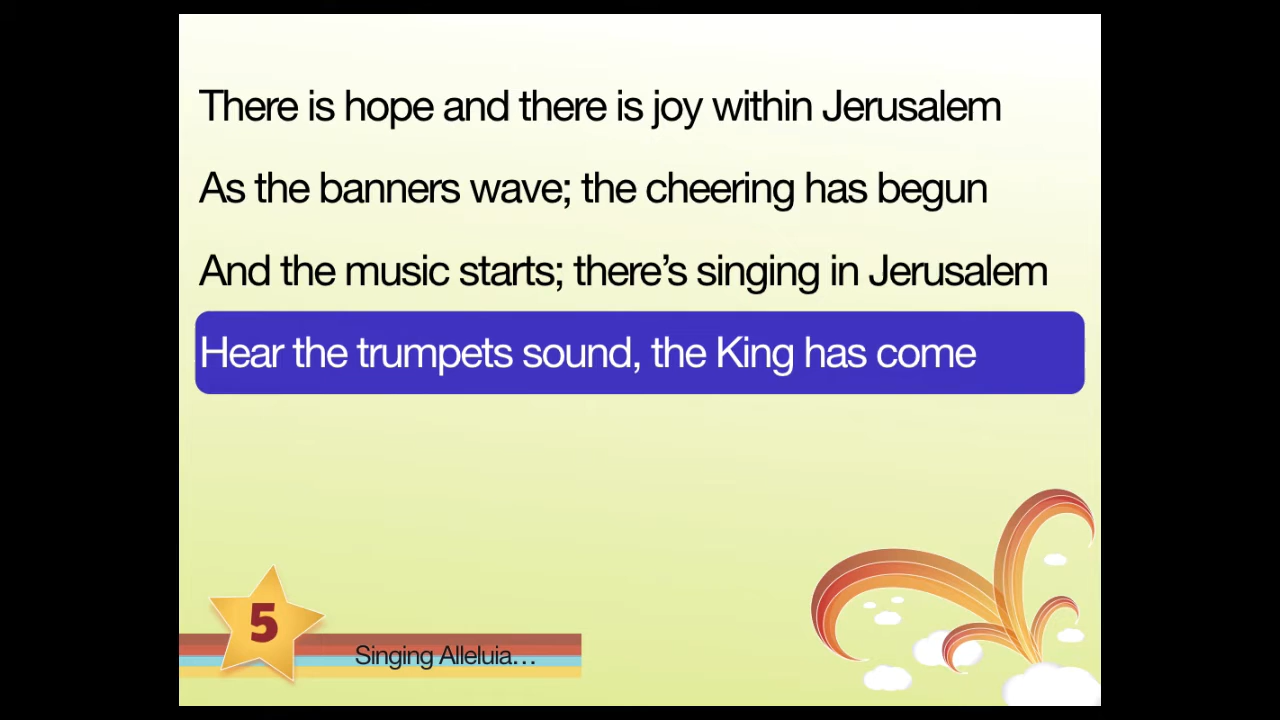 There is hope and there is joy within Jerusalem
As the banners wave; the cheering has begun
And the music starts; there’s singing in Jerusalem
Hear the trumpets sound, the King has come
5
Singing Alleluia…